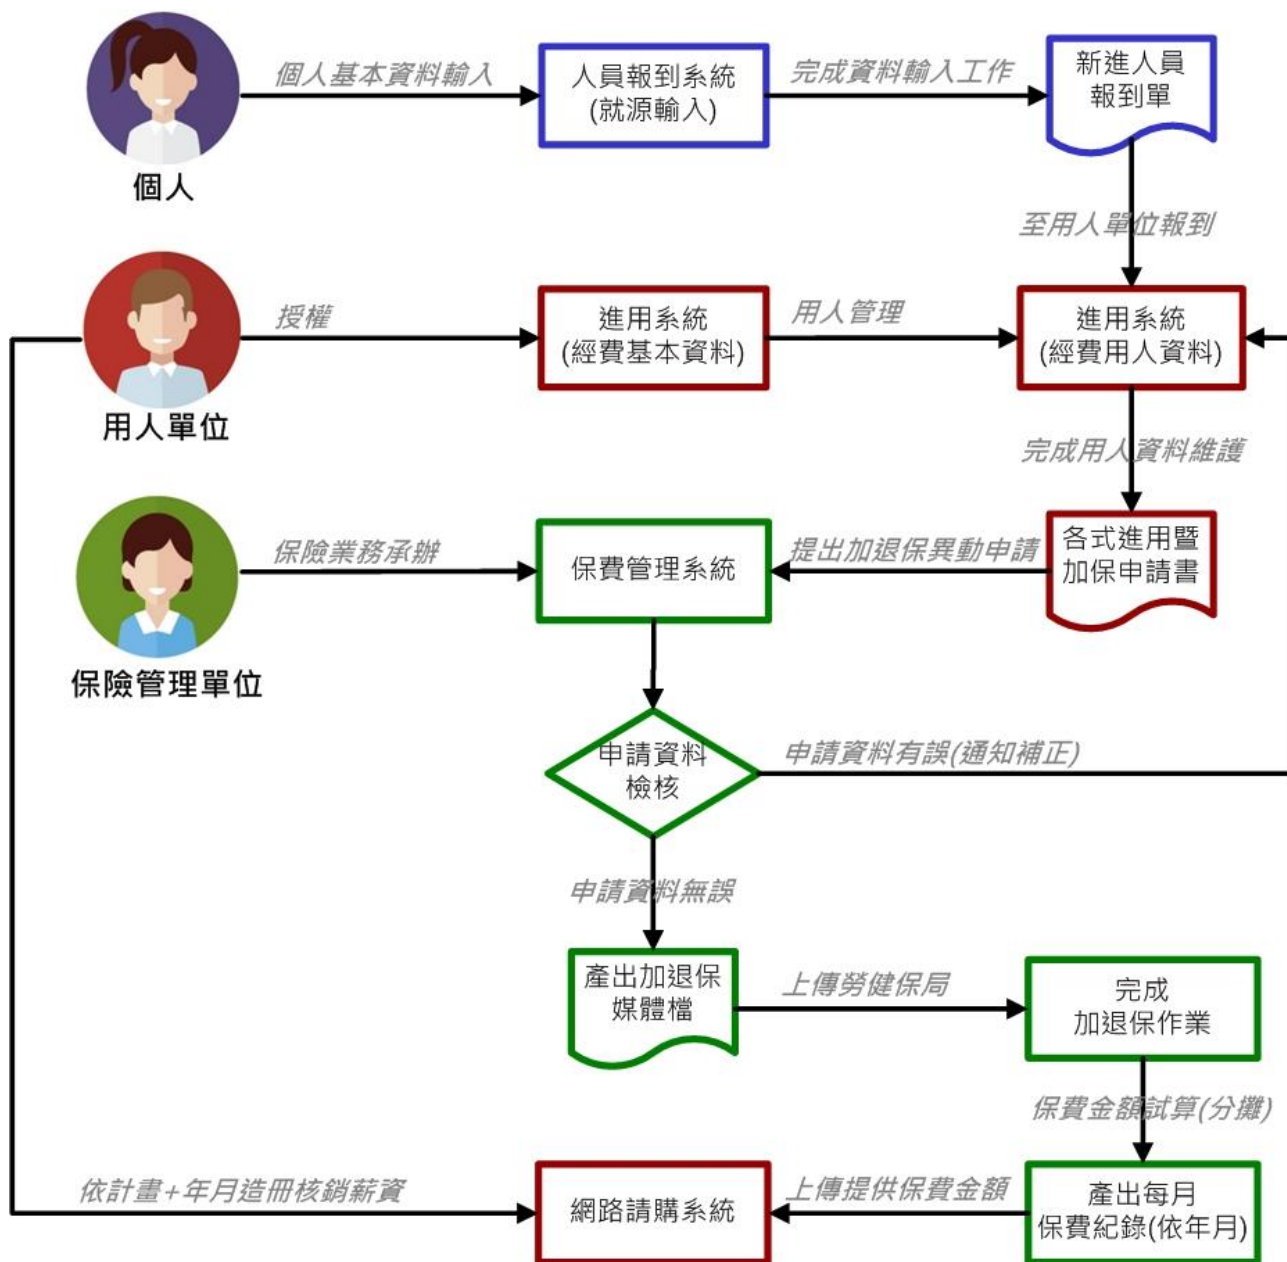 個人基本資料輸入
人員報到系統
(就源輸入)
完成資料輸入工作
新進人員
報到單
個人
至用人單位報到
授權
進用系統
(經費基本資料)
用人管理
進用系統
(經費用人資料)
用人單位
完成用人資料維護
保險業務承辦
保費管理系統
提出加退保異動申請
各式進用暨
加保申請書
保險管理單位
申請資料
檢核
申請資料有誤(通知補正)
申請資料無誤
產出加退保
媒體檔
上傳勞健保局
完成
加退保作業
保費金額試算(分攤)
依計畫+年月造冊核銷薪資
網路請購系統
上傳提供保費金額
產出每月
保費紀錄(依年月)